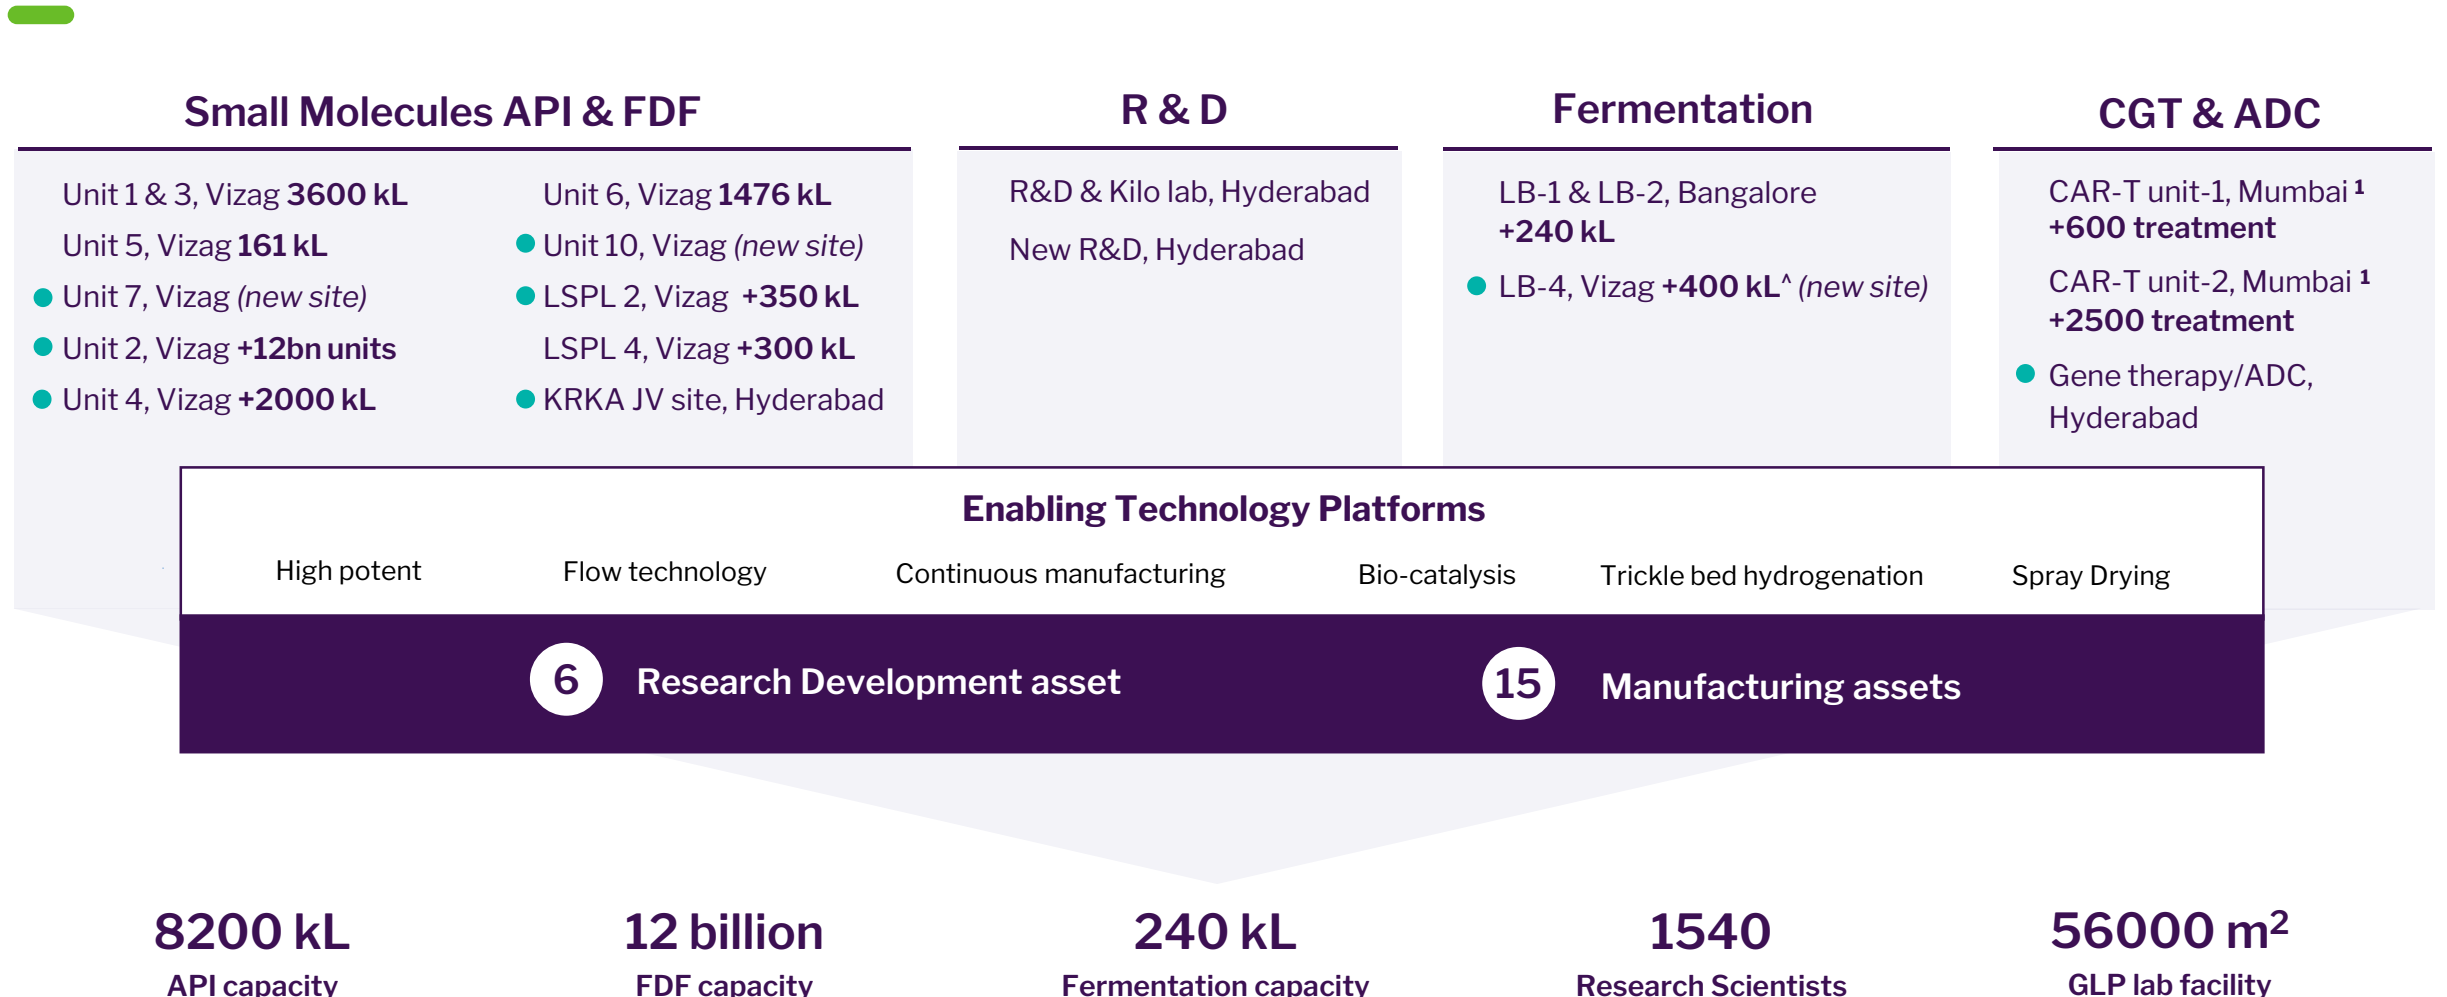 Small Molecules API & FDF
Unit 1 & 3, Vizag 3600 kL
Unit 5, Vizag 161 kL
Unit 7, Vizag (new site)
Unit 2, Vizag +12bn units
Unit 4, Vizag +2000 kL
Unit 6, Vizag 1476 kL
Unit 10, Vizag (new site)
LSPL 2, Vizag +350 kL
LSPL 4, Vizag +300 kL
KRKA JV site, Hyderabad
R & D
R&D & Kilo lab, Hyderabad
New R&D, Hyderabad
Fermentation
LB-1 & LB-2, Bangalore
+240 kL
LB-4, Vizag +400 kL^ (new site)
CGT & ADC
CAR-T unit-1, Mumbai ¹
+600 treatment
CAR-T unit-2, Mumbai ¹
+2500 treatment
Gene therapy/ADC,
Hyderabad
Enabling Technology Platforms
High potent
Flow technology
Continuous manufacturing
Bio-catalysis
Trickle bed hydrogenation
Spray Drying
6 Research Development asset
15 Manufacturing assets
8200 kL
API capacity
12 billion
FDF capacity
240 kL
Fermentation capacity
1540
Research Scientists
56000 m²
GLP lab facility